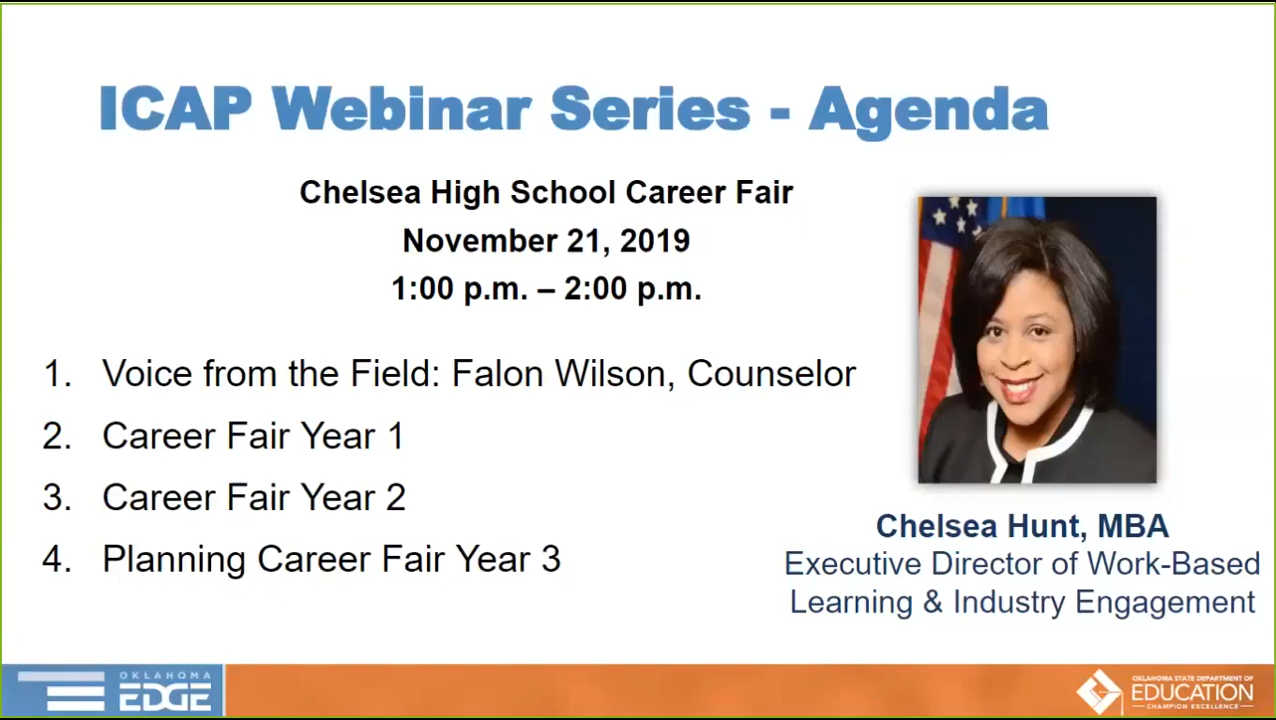 ICAP Webinar Series - Agenda
Chelsea High School Career Fair
November 21, 2019
1:00 p.m. – 2:00 p.m.
1. Voice from the Field: Falon Wilson, Counselor
2. Career Fair Year 1
3. Career Fair Year 2
4. Planning Career Fair Year 3
Chelsea Hunt, MBA
Executive Director of Work-Based
Learning & Industry Engagement
OKLAHOMA
EDGE
OKLAHOMA STATE DEPARTMENT OF
EDUCATION
CHAMPION EXCELLENCE